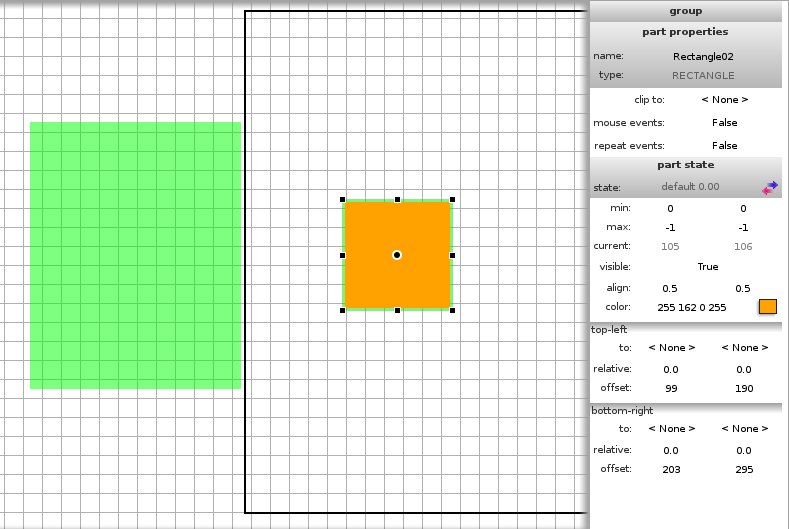 group
part properties
name: Rectangle02
type: RECTANGLE
clip to: < None >
mouse events: False
repeat events: False
part state
state: default 0.00
min: 0 0
max: -1 -1
current: 105 106
visible: True
align: 0.5 0.5
color: 255 162 0 255
top-left
to: < None > < None >
relative: 0.0 0.0
offset: 99 190
bottom-right
to: < None > < None >
relative: 0.0 0.0
offset: 203 295